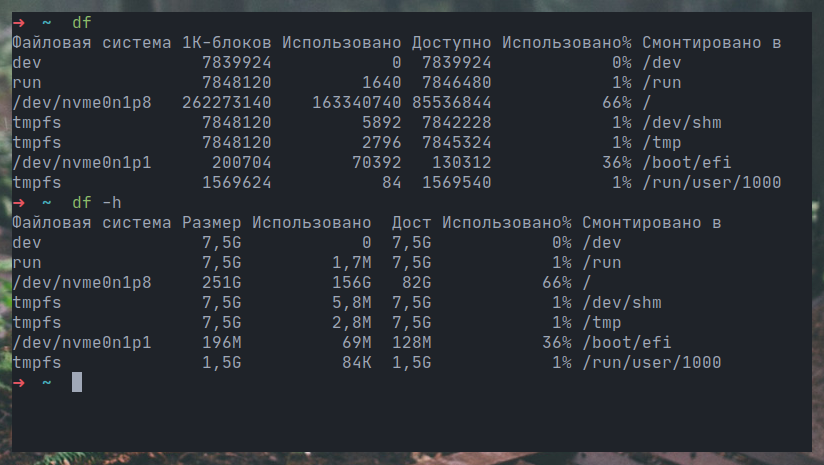 ➜ ~ df
Файловая система 1K-блоков Использовано Доступно Использовано% Смонтировано в
dev 7839924 0 7839924 0% /dev
run 7848120 1640 7846480 1% /run
/dev/nvme0n1p8 262273140 163340740 85536844 66% /
tmpfs 7848120 5892 7842228 1% /dev/shm
tmpfs 7848120 2796 7845324 1% /tmp
/dev/nvme0n1p1 200704 70392 130312 36% /boot/efi
tmpfs 1569624 84 1569540 1% /run/user/1000
➜ ~ df -h
Файловая система Размер Использовано Дост Использовано% Смонтировано в
dev 7,5G 0 7,5G 0% /dev
run 7,5G 1,7M 7,5G 1% /run
/dev/nvme0n1p8 251G 156G 82G 66% /
tmpfs 7,5G 5,8M 7,5G 1% /dev/shm
tmpfs 7,5G 2,8M 7,5G 1% /tmp
/dev/nvme0n1p1 196M 69M 128M 36% /boot/efi
tmpfs 1,5G 84K 1,5G 1% /run/user/1000
➜ ~